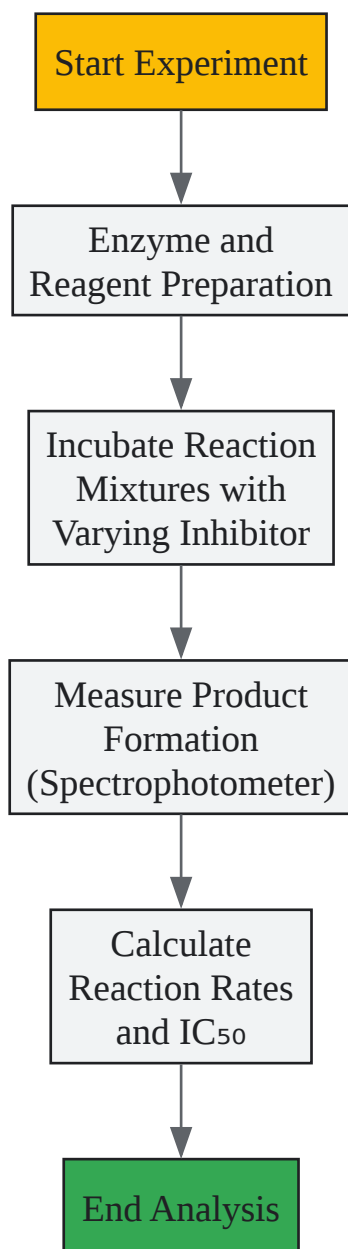 Start Experiment
Enzyme and
Reagent Preparation
Incubate Reaction
Mixtures with
Varying Inhibitor
Measure Product
Formation
(Spectrophotometer)
Calculate
Reaction Rates
and IC₅₀
End Analysis